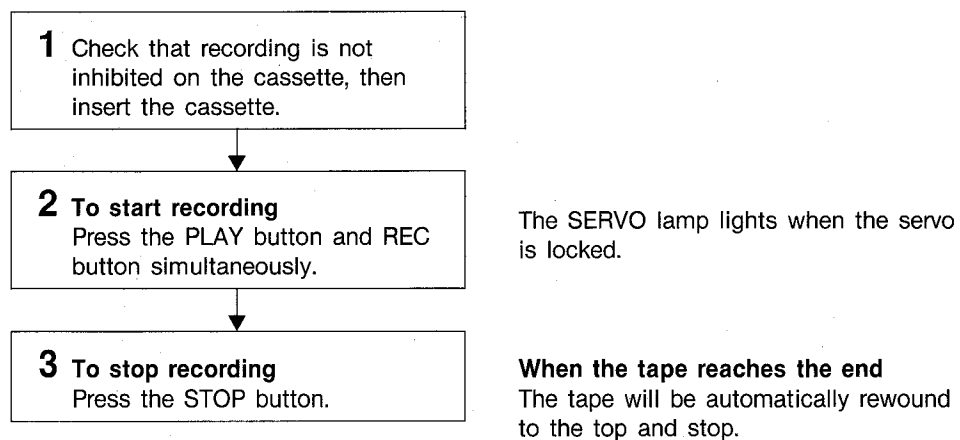 1 Check that recording is not
inhibited on the cassette, then
insert the cassette.
2 To start recording
Press the PLAY button and REC
button simultaneously.
The SERVO lamp lights when the servo
is locked.
3 To stop recording
Press the STOP button.
When the tape reaches the end
The tape will be automatically rewound
to the top and stop.